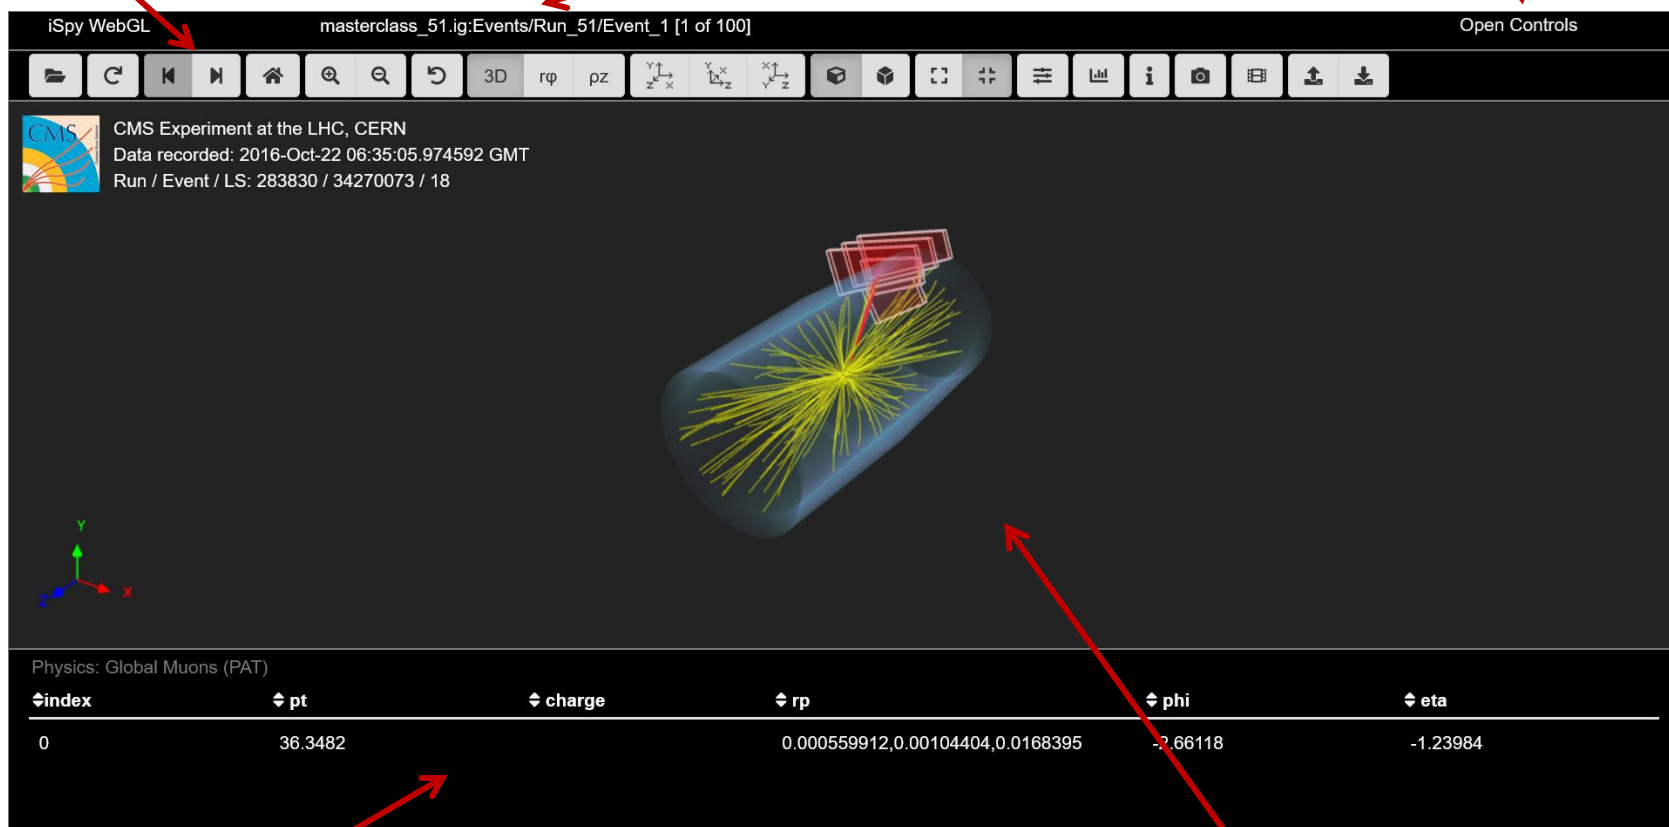 iSpy WebGL masterclass_51.ig:Events/Run_51/Event_1 [1 of 100] Open Controls
3D rφ ρz Y Z X Y X Z X Y Z i
CMS
CMS Experiment at the LHC, CERN
Data recorded: 2016-Oct-22 06:35:05.974592 GMT
Run / Event / LS: 283830 / 34270073 / 18
Y
Z X
Physics: Global Muons (PAT)
index pt charge rp phi eta
0 36.3482 0.000559912,0.00104404,0.0168395 -2.66118 -1.23984